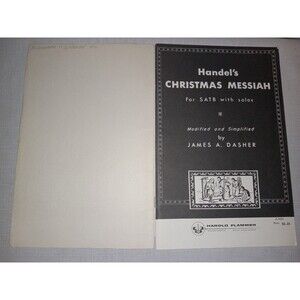 Handel's
CHRISTMAS MESSIAH
For SATB with solos
Modified and Simplified
by
JAMES A. DASHER
HAROLD FLAMMER